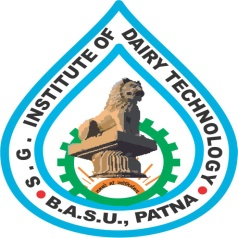 S.G. INSTITUTE OF DAIRY TECHNOLOGY
B.A.S.U., PATNA